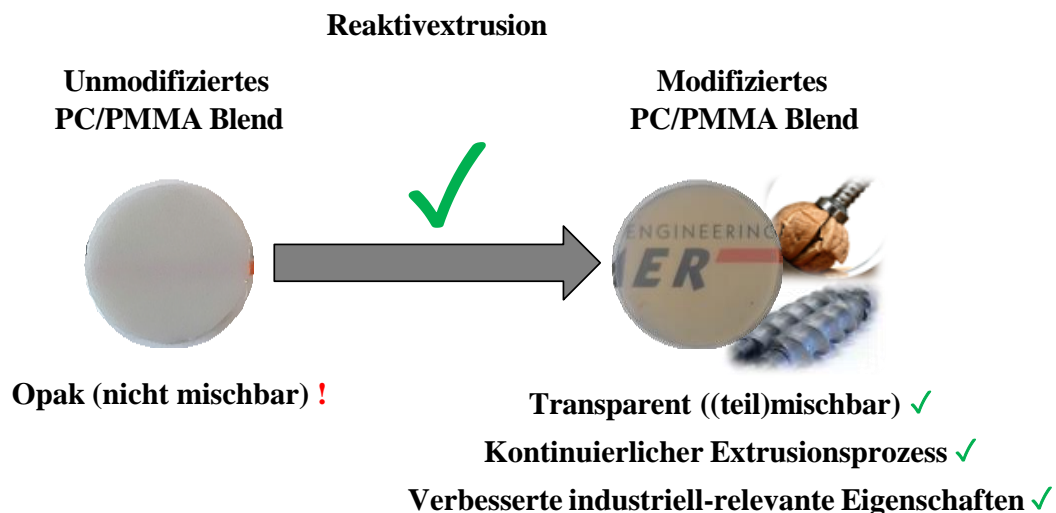 Reaktivextrusion
Unmodifiziertes
PC/PMMA Blend
Modifiziertes
PC/PMMA Blend
ENGINEERING
ER
Opak (nicht mischbar) !
Transparent ((teil)mischbar) ✓
Kontinuierlicher Extrusionsprozess ✓
Verbesserte industriell-relevante Eigenschaften ✓